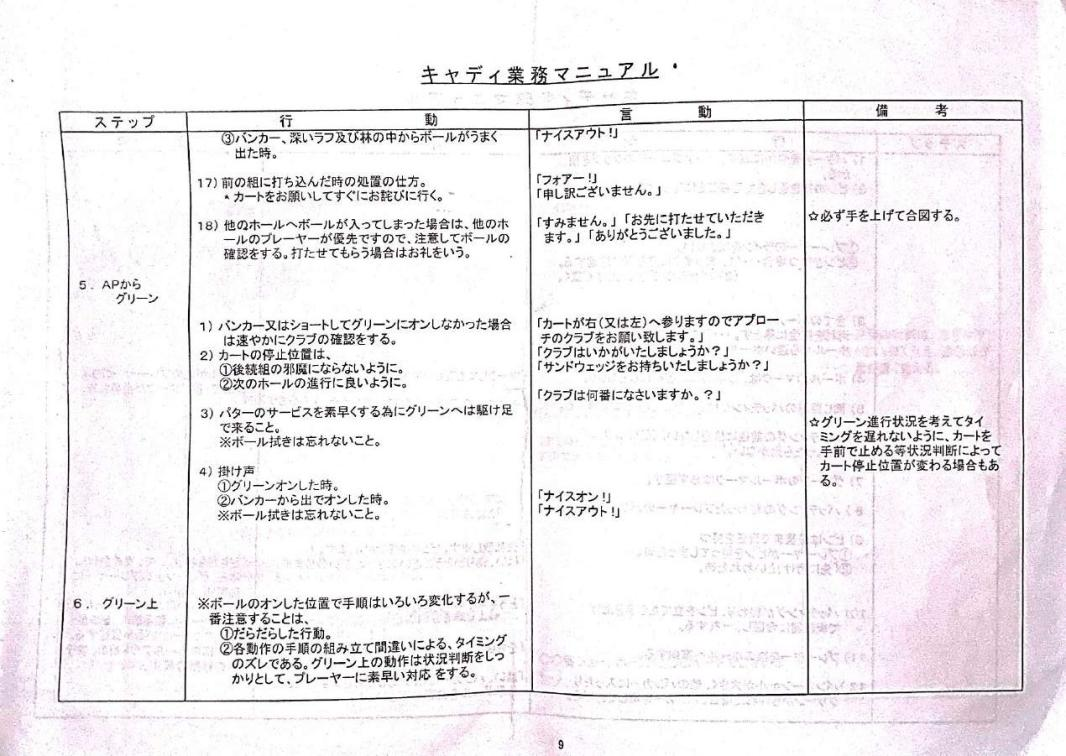 キャディ業務マニュアル
ステップ
行　動
言　動
備　考
③バンカー、深いラフ及び林の中からボールがうまく
出た時。
「ナイスアウト！」
17）前の組に打ち込んだ時の処置の仕方。
＊カートをお願いしてすぐにお詫びに行く。
「フォアー！」
「申し訳ございません。」
18）他のホールへボールが入ってしまった場合は、他のホ
ールのプレーヤーが優先ですので、注意してボールの
確認をする。打たせてもらう場合はお礼をいう。
「すみません。」「お先に打たせていただき
ます。」「ありがとうございました。」
☆必ず手を上げて合図する。
5．APから
グリーン
1）バンカー又はショートしてグリーンにオンしなかった場合
は速やかにクラブの確認をする。
2）カートの停止位置は、
①後続組の邪魔にならないように。
②次のホールの進行に良いように。
「カートが右（又は左）へ参りますのでアプロー
チのクラブをお願い致します。」
「クラブはいかがいたしましょうか？」
「サンドウェッジをお持ちいたしましょうか？」
「クラブは何番になさいますか。？」
3）パターのサービスを素早くする為にグリーンへは駆け足
で来ること。
※ボール拭きは忘れないこと。
☆グリーン進行状況を考えてタイ
ミングを遅れないように、カートを
手前で止める等状況判断によって
カート停止位置が変わる場合もあ
る。
4）掛け声
①グリーンオンした時。
②バンカーから出でオンした時。
※ボール拭きは忘れないこと。
「ナイスオン！」
「ナイスアウト！」
6．グリーン上
※ボールのオンした位置で手順はいろいろ変化するが、一
番注意することは、
①だらだらした行動。
②各動作の手順の組み立て間違いによる、タイミング
のズレである。グリーン上の動作は状況判断をしっ
かりとして、プレーヤーに素早い対応をする。
9